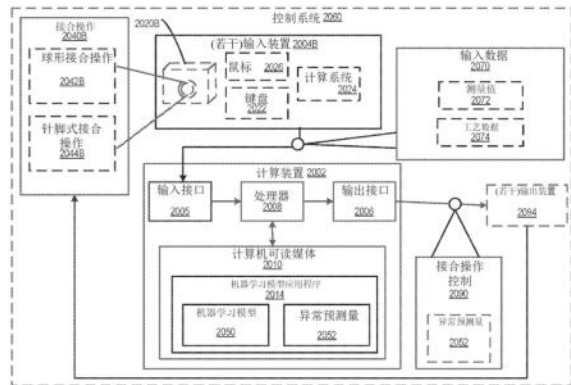 控制系统 2060
接合操作
2040B
球形接合操作
2042B
针脚式接合
操作
2044B
2020B
(若干)输入装置 2004B
鼠标
2026
键盘
2022
计算系统
2024
输入数据
2070
测量值
2072
工艺数据
2074
计算装置 2002
输入接口
2005
处理器
2008
输出接口
2006
计算机可读媒体
2010
机器学习模型应用程序
2014
机器学习模型
2050
异常预测量
2052
(若干)输出装置
2094
接合操作
控制
2090
异常预测量
2052